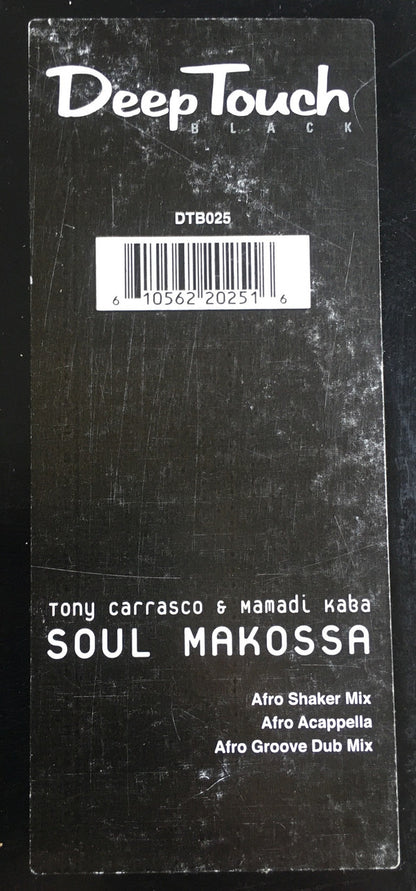 Deep Touch
BLACK
DTB025
6 10562 20251 6
Tony Carrasco & Mamadi Kaba
SOUL MAKOSSA
Afro Shaker Mix
Afro Acappella
Afro Groove Dub Mix